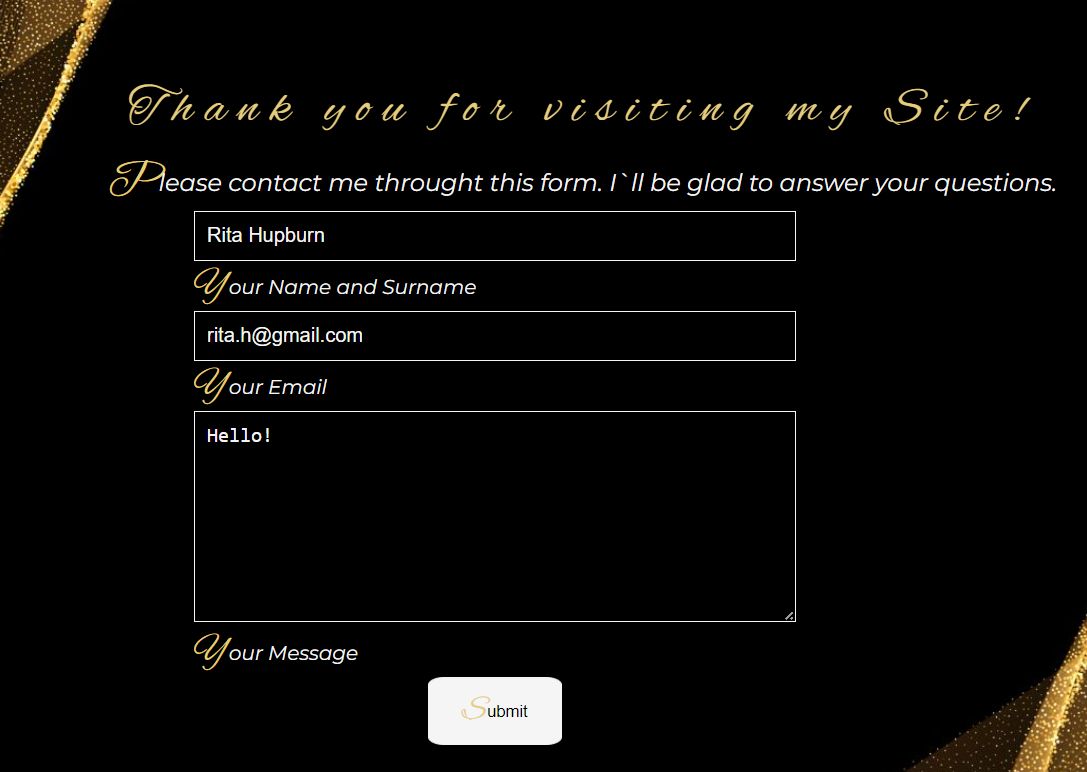 Thank you for visiting my Site!
Please contact me throught this form. I`ll be glad to answer your questions.
Rita Hupburn
Your Name and Surname
rita.h@gmail.com
Your Email
Hello!
Your Message
Submit